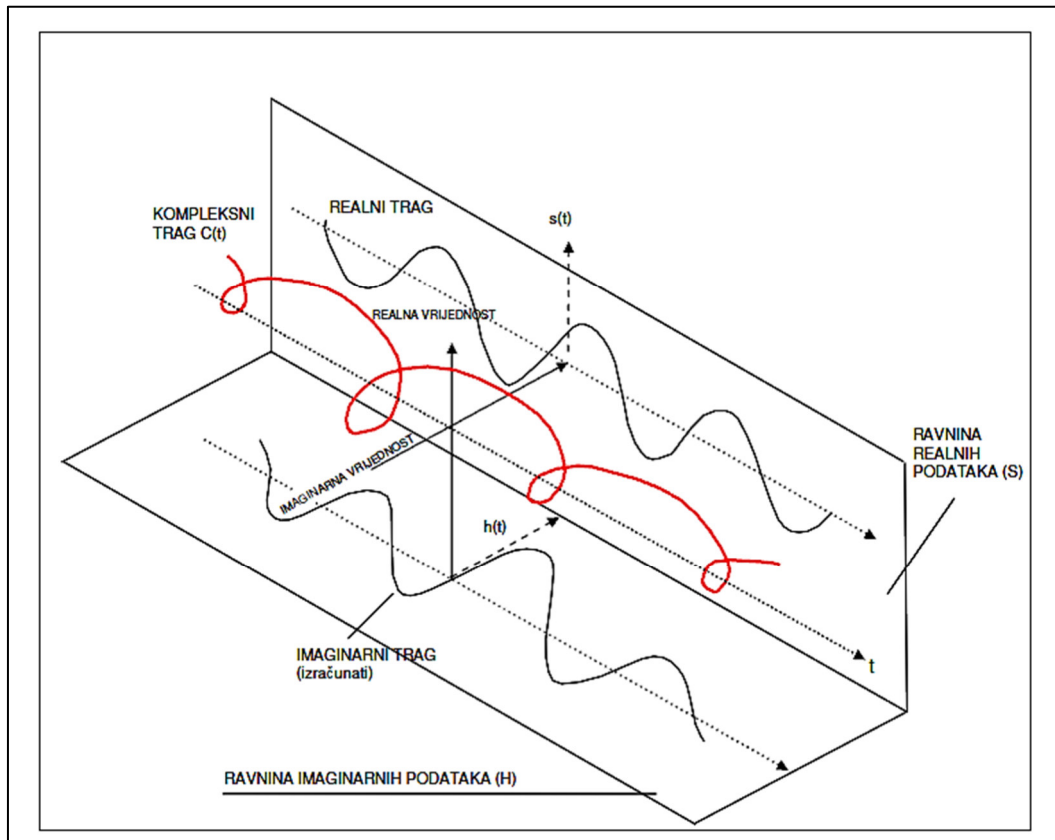 KOMPLEKSNI
TRAG C(t)
REALNI TRAG
s(t)
REALNA VRIJEDNOST
IMAGINARNA VRIJEDNOST
h(t)
RAVNINA
REALNIH
PODATAKA (S)
IMAGINARNI TRAG
(izračunati)
t
RAVNINA IMAGINARNIH PODATAKA (H)